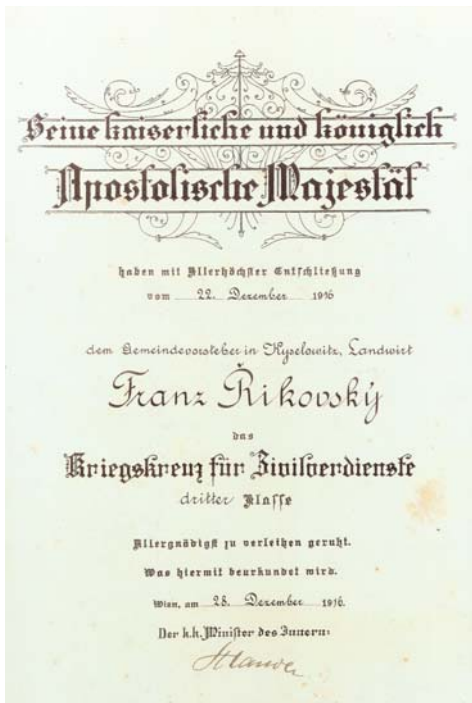 Seine kaiserliche und königlich
Apostolische Majestät
haben mit Allerhöchster Entschließung
vom 22. Dezember 1916
dem Gemeindevorsteher in Kyselowitz, Landwirt
Franz Řikovský
das
Kriegskreuz für Zivilverdienste
dritter Klasse
Allergnädigst zu verleihen geruht.
Was hiermit beurkundet wird.
Wien, am 28. Dezember 1916.
Der k.k. Minister des Innern: